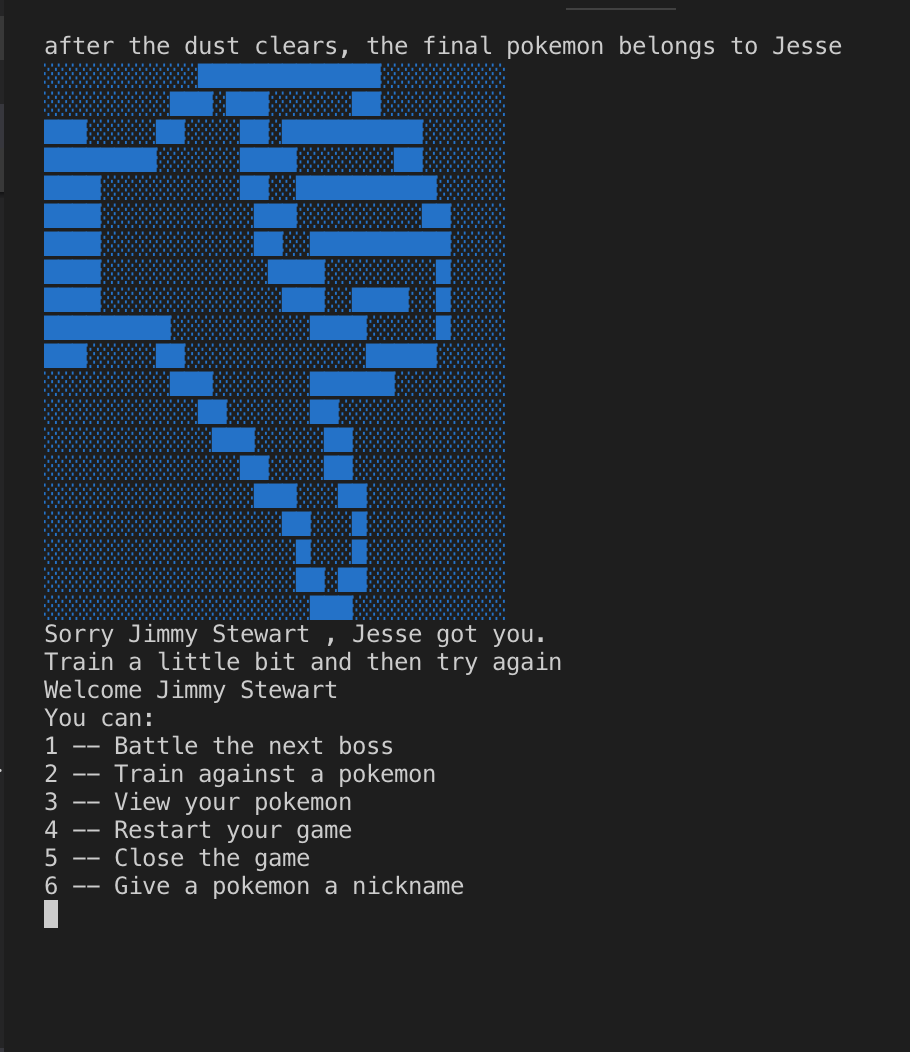 after the dust clears, the final pokemon belongs to Jesse
Sorry Jimmy Stewart , Jesse got you.
Train a little bit and then try again
Welcome Jimmy Stewart
You can:
1 -- Battle the next boss
2 -- Train against a pokemon
3 -- View your pokemon
4 -- Restart your game
5 -- Close the game
6 -- Give a pokemon a nickname